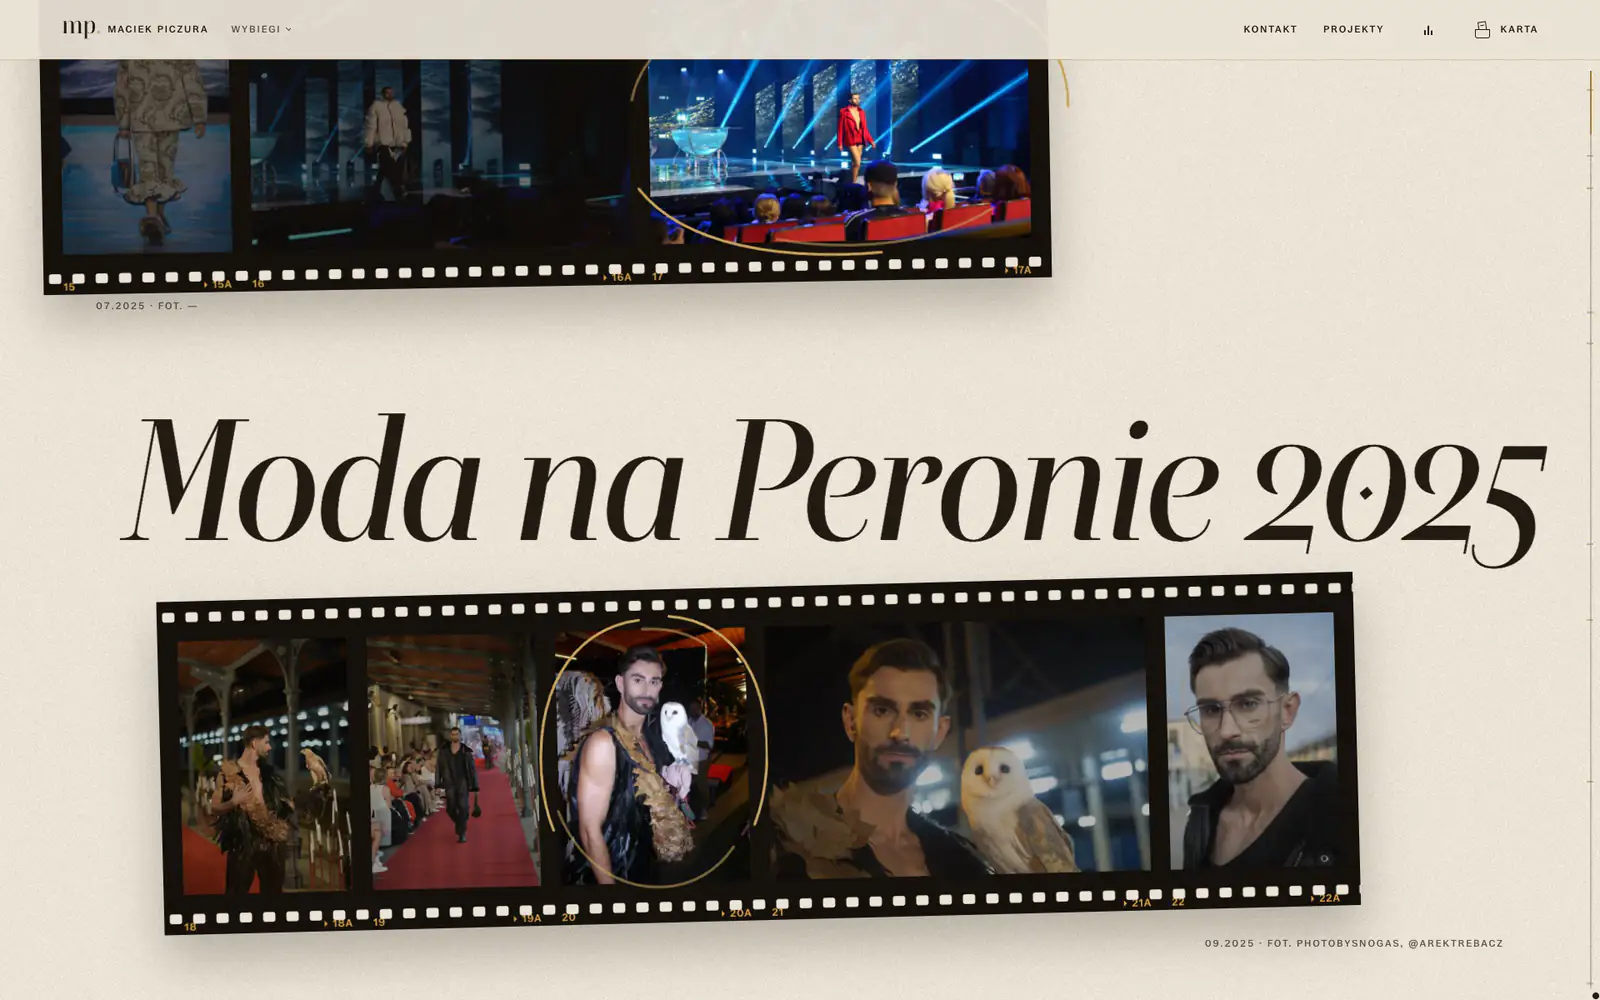 mp. MACIEK PICZURA WYBIEGI KONTAKT PROJEKTY KARTA
15 15A 16 16A 17 17A
07.2025 · FOT. —
Moda na Peronie 2025
18 18A 19 19A 20 20A 21 21A 22 22A
09.2025 · FOT. PHOTOBYSNOGAS, @AREKTREBACZ